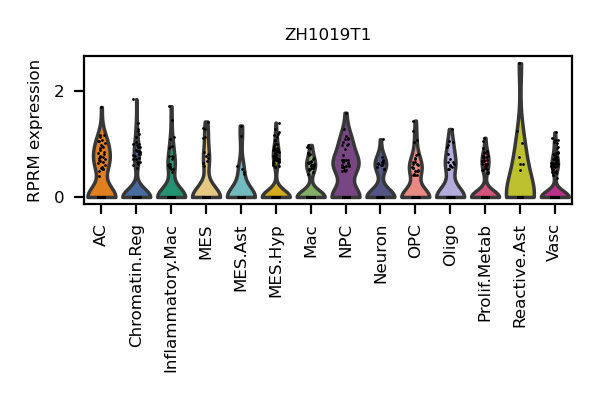 ZH1019T1
RPRM expression
2
0
AC
Chromatin.Reg
Inflammatory.Mac
MES
MES.Ast
MES.Hyp
Mac
NPC
Neuron
OPC
Oligo
Prolif.Metab
Reactive.Ast
Vasc